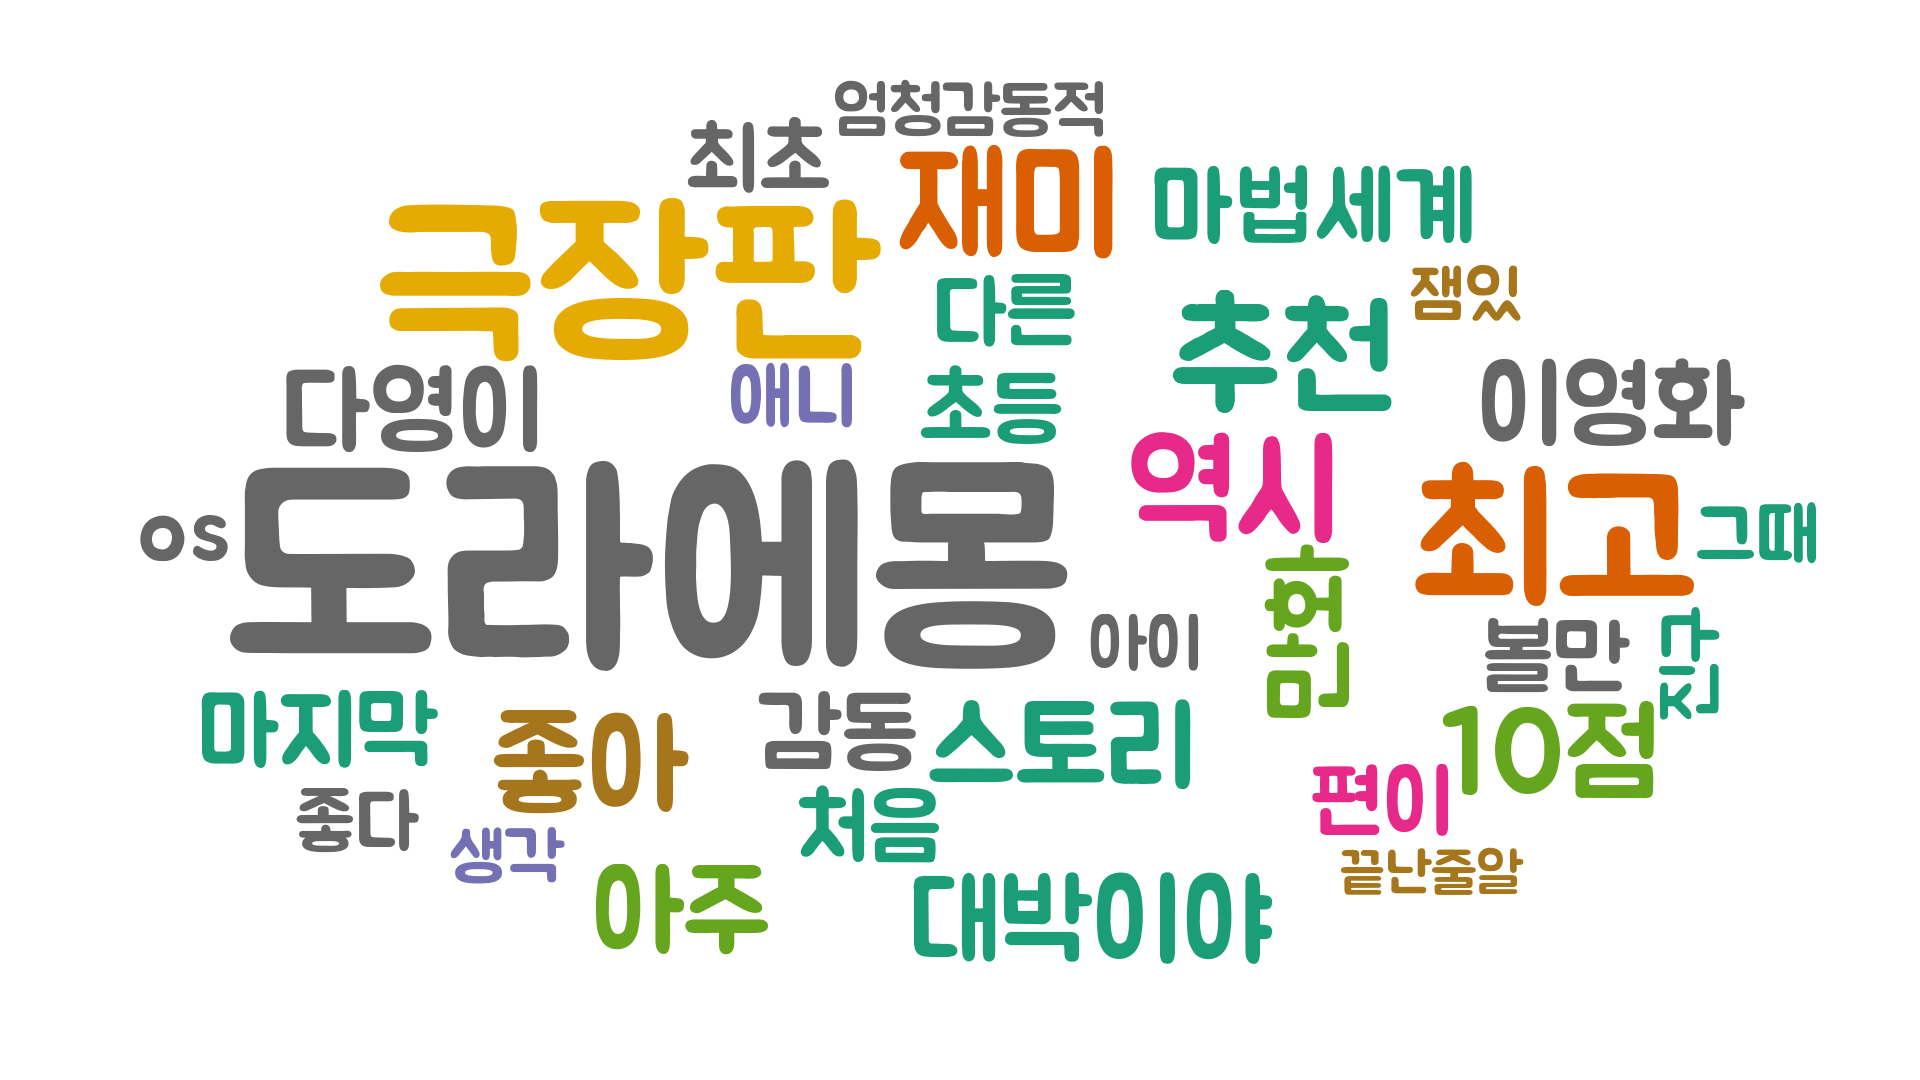 엄청감동적
최초
재미
마법세계
극장판
다른
잼있
추천
다영이
애니
초등
이영화
역시
os
도라에몽
최고
그때
아이
만화
볼만
친구
마지막
좋아
감동
스토리
10점
좋다
생각
처음
편이
아주
대박이야
끝난줄알